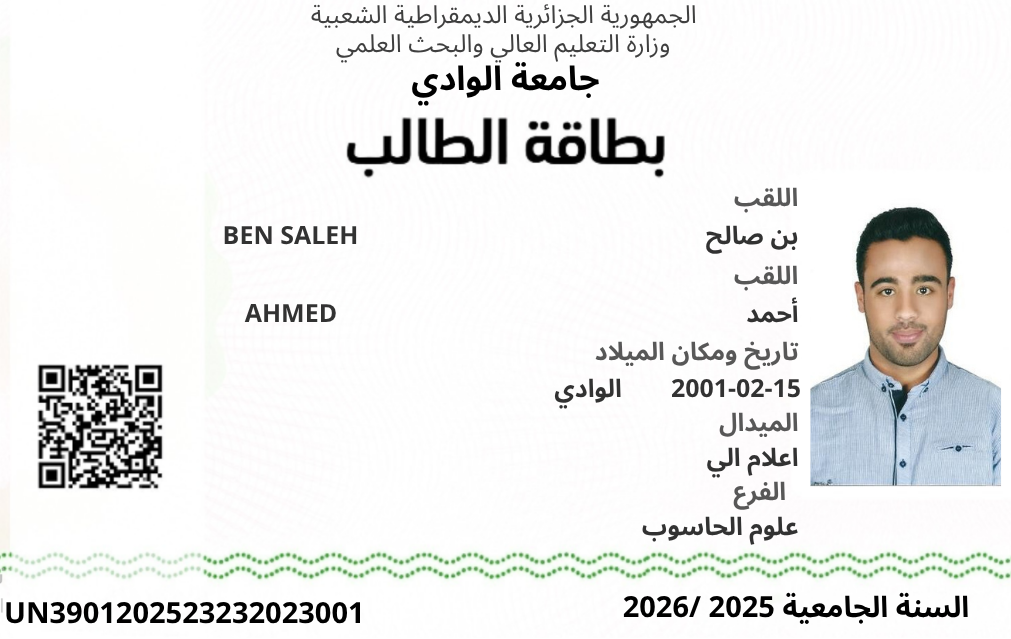 الجمهورية الجزائرية الديمقراطية الشعبية
وزارة التعليم العالي والبحث العلمي
جامعة الوادي
بطاقة الطالب
اللقب
بن صالح BEN SALEH
اللقب
أحمد AHMED
تاريخ ومكان الميلاد
2001-02-15 الوادي
الميدال
اعلام الي
الفرع
علوم الحاسوب
السنة الجامعية 2025 /2026
UN3901202523232023001